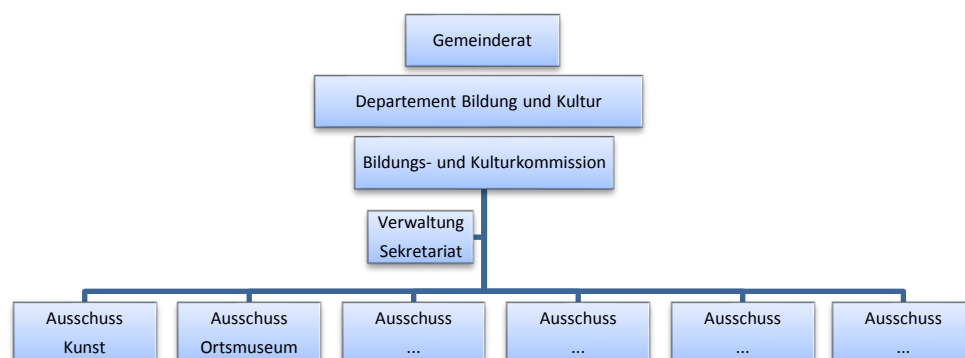 Gemeinderat
Departement Bildung und Kultur
Bildungs- und Kulturkommission
Verwaltung
Sekretariat
Ausschuss
Kunst
Ausschuss
Ortsmuseum
Ausschuss
...
Ausschuss
...
Ausschuss
...
Ausschuss
...